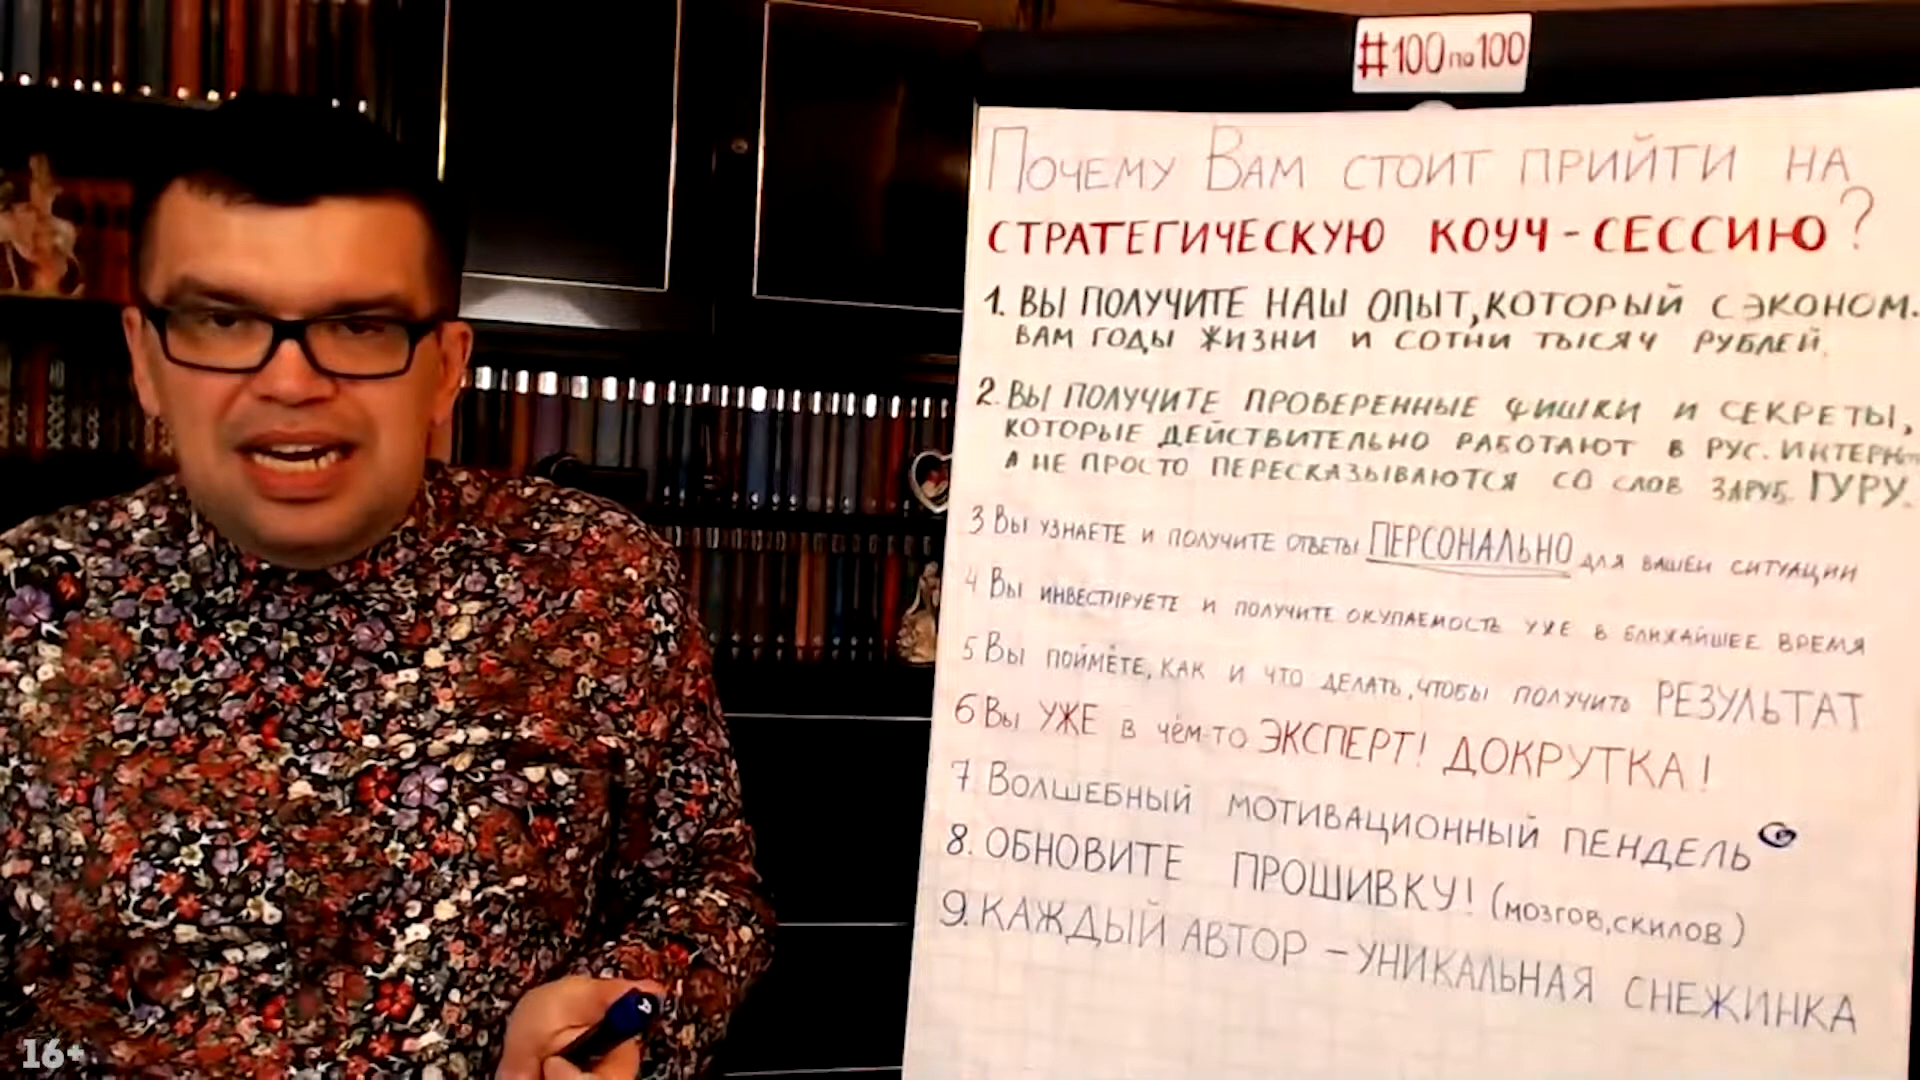 #100 по 100
Почему Вам стоит прийти на
стратегическую коуч-сессию?
1. Вы получите наш опыт, который сэконом.
вам годы жизни и сотни тысяч рублей.
2. Вы получите проверенные фишки и секреты,
которые действительно работают в рус. интерн
а не просто пересказываются со слов заруб. ГУРУ.
3 Вы узнаете и получите ответы ПЕРСОНАЛЬНО для вашей ситуации
4 Вы инвестируете и получите окупаемость уже в ближайшее время
5 Вы поймёте, как и что делать, чтобы получить РЕЗУЛЬТАТ
6 Вы УЖЕ в чём-то ЭКСПЕРТ! ДОКРУТКА!
7 Волшебный мотивационный пендель
8. ОБНОВИТЕ ПРОШИВКУ! (мозгов, скилов)
9. КАЖДЫЙ АВТОР – УНИКАЛЬНАЯ СНЕЖИНКА
16+